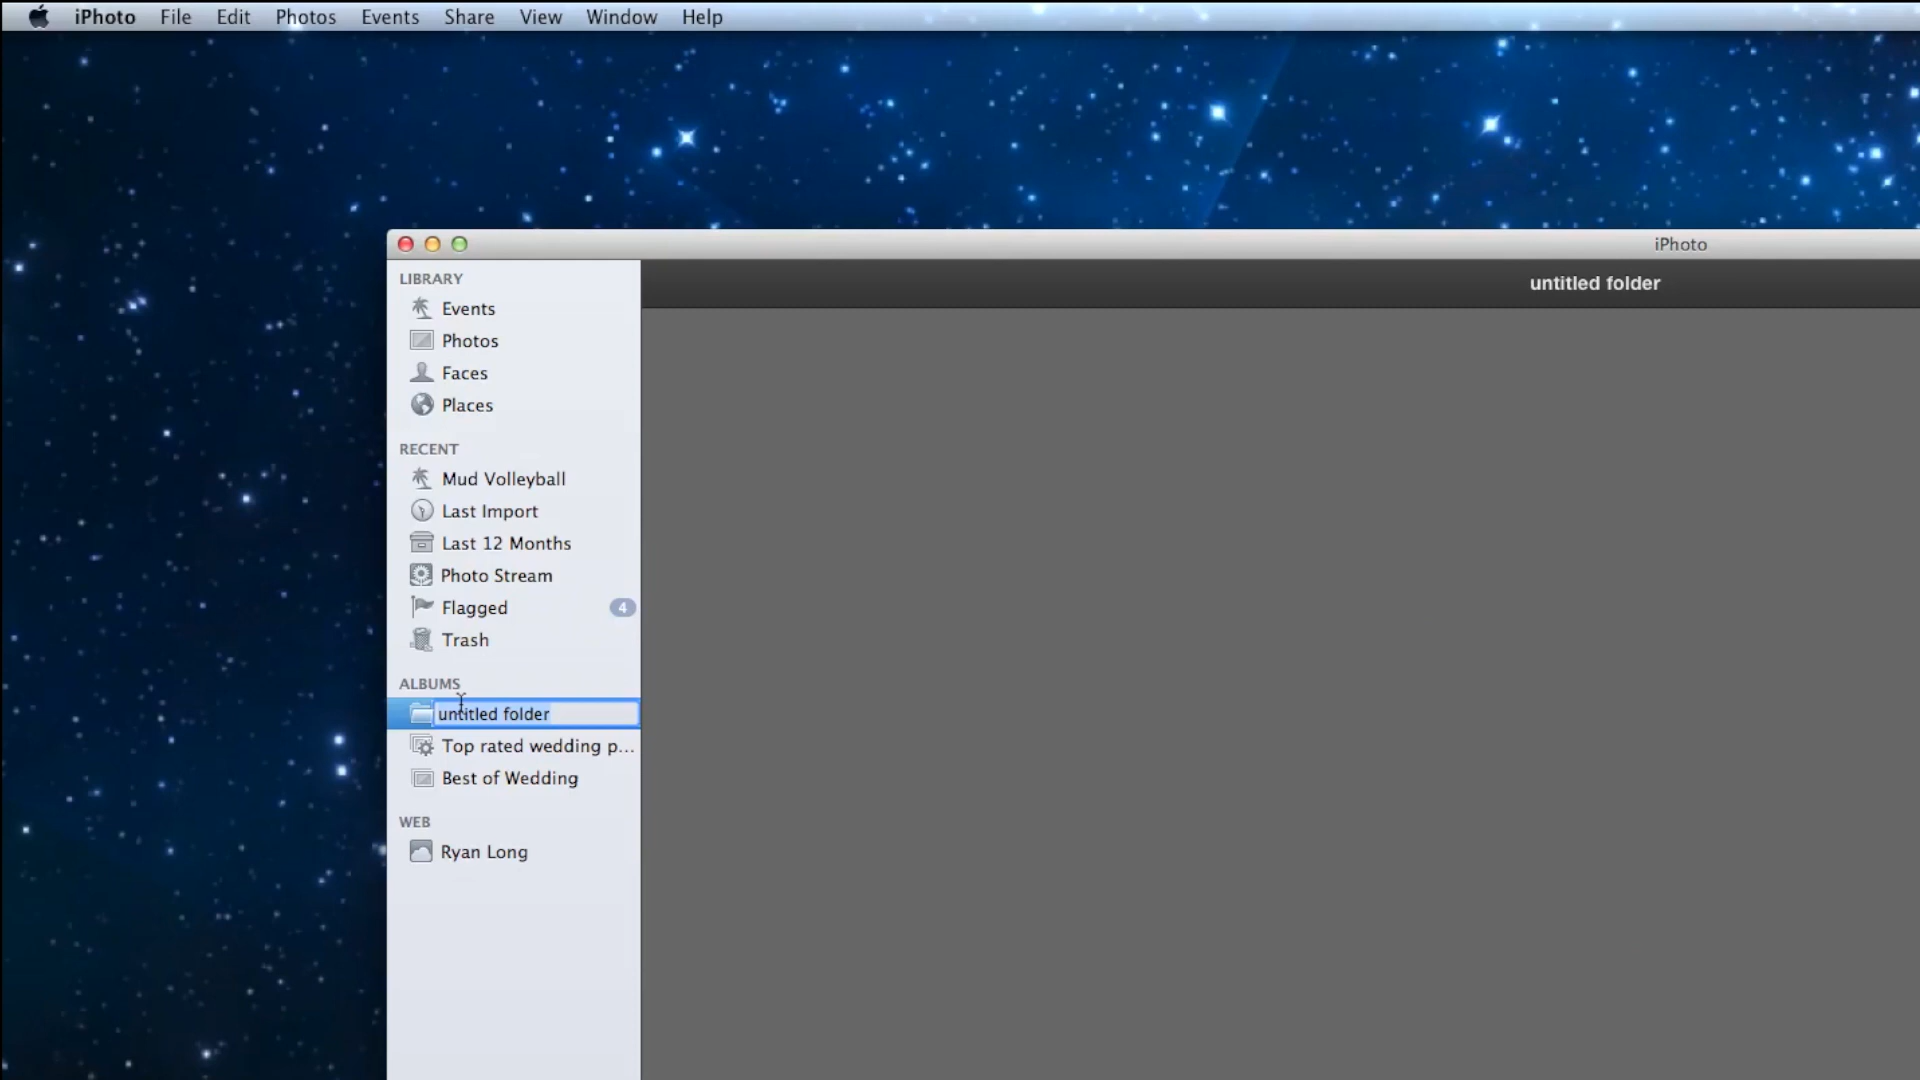 iPhoto File Edit Photos Events Share View Window Help
iPhoto
untitled folder
LIBRARY
Events
Photos
Faces
Places
RECENT
Mud Volleyball
Last Import
Last 12 Months
Photo Stream
Flagged 4
Trash
ALBUMS
untitled folder
Top rated wedding p...
Best of Wedding
WEB
Ryan Long